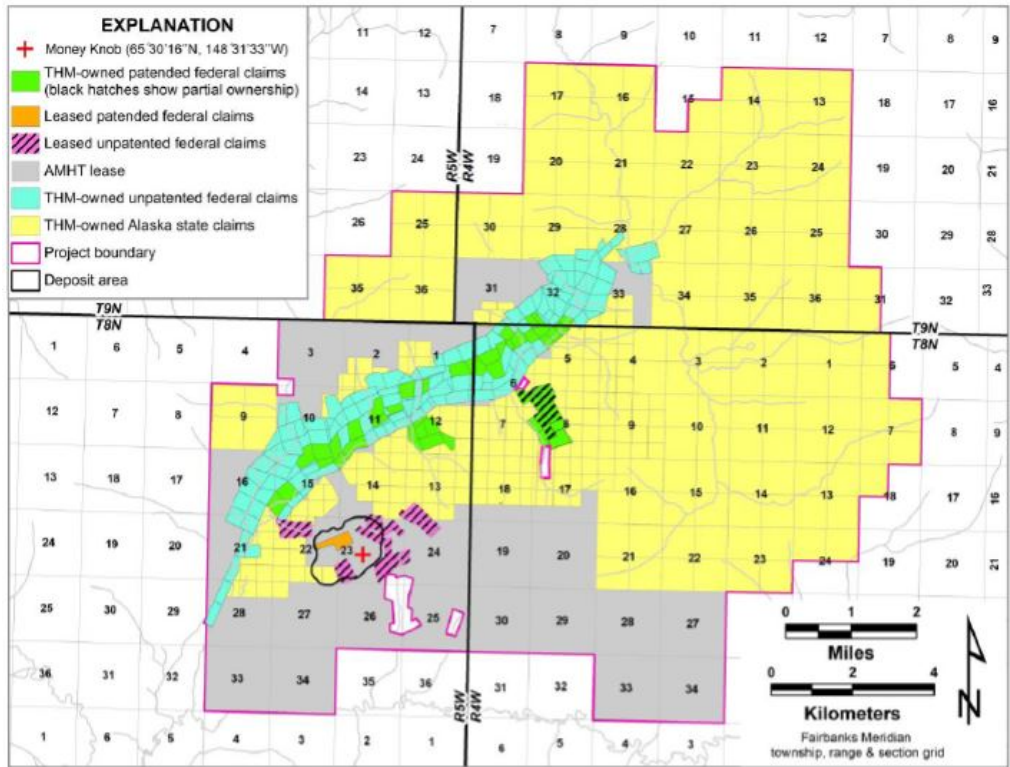 EXPLANATION
Money Knob (65°30'16"N, 148°31'33"W)
THM-owned patented federal claims
(black hatches show partial ownership)
Leased patented federal claims
Leased unpatented federal claims
AMHT lease
THM-owned unpatented federal claims
THM-owned Alaska state claims
Project boundary
Deposit area
11 12 7 8 9 10 11 12 7 8 9
14 13 18 17 16 15 14 13 18 17 16
23 24 19 20 21 22 23 24 19 20 21
R5W R4W
26 25 30 29 28 27 26 25 30 29 28
35 36 31 32 33 34 35 36 31 32 33
T9N T9N
T8N T8N
1 6 5 4 3 2 1 6 5 4 3 2 1 6 5 4
12 7 8 9 10 11 12 7 8 9 10 11 12 7 8 9
13 18 17 16 15 14 13 18 17 16 15 14 13 18 17 16
24 19 20 21 22 23 24 19 20 21 22 23 24 19 20 21
25 30 29 28 27 26 25 30 29 28 27
36 31 32 33 34 35 36 31 32 33 34
R5W R4W
1 6 5 4 3 2 1 6 5 4 3
0 1 2
Miles
0 2 4
Kilometers
N
Fairbanks Meridian
township, range & section grid